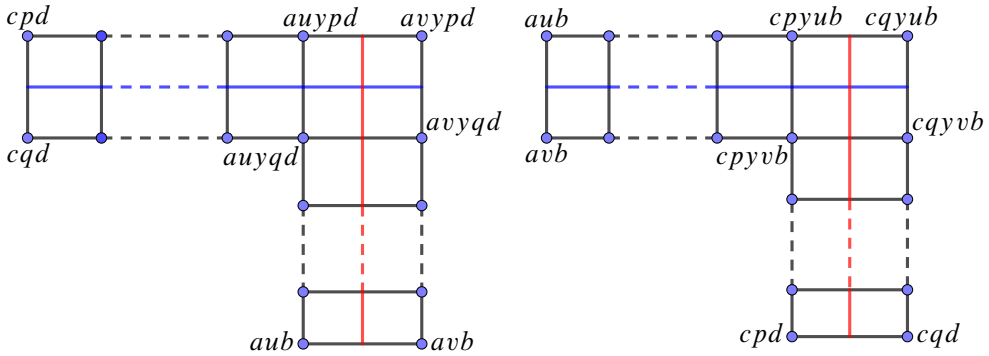 cpd auypd avypd
cqd auyqd avyqd
aub avb
aub cpyub cqyub
avb cpyvb cqyvb
cpd cqd